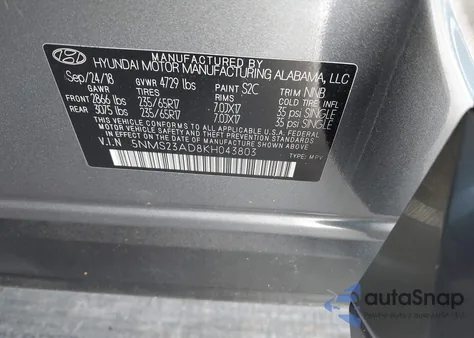 MANUFACTURED BY
HYUNDAI MOTOR MANUFACTURING ALABAMA, LLC
Sep/24/18 GVWR 4729 lbs PAINT S2C TRIM NNB
GAWR TIRES RIMS COLD TIRE INFL
FRONT 2866 lbs 235/65R17 7.0JX17 35 psi SINGLE
REAR 3075 lbs 235/65R17 7.0JX17 35 psi SINGLE
THIS VEHICLE CONFORMS TO ALL APPLICABLE U.S.A. FEDERAL
MOTOR VEHICLE SAFETY, BUMPER, AND THEFT PREVENTION
STANDARDS IN EFFECT ON THE DATE OF MANUFACTURE SHOWN ABOVE.
V.I.N 5NMS23AD8KH043803 TYPE: MPV
autoSnap